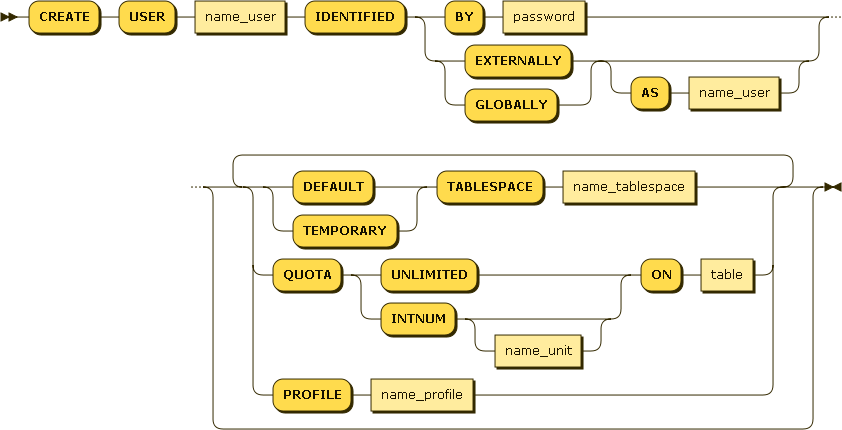 CREATE USER name_user IDENTIFIED BY password
EXTERNALLY
GLOBALLY AS name_user
DEFAULT TABLESPACE name_tablespace
TEMPORARY
QUOTA UNLIMITED ON table
INTNUM
name_unit
PROFILE name_profile